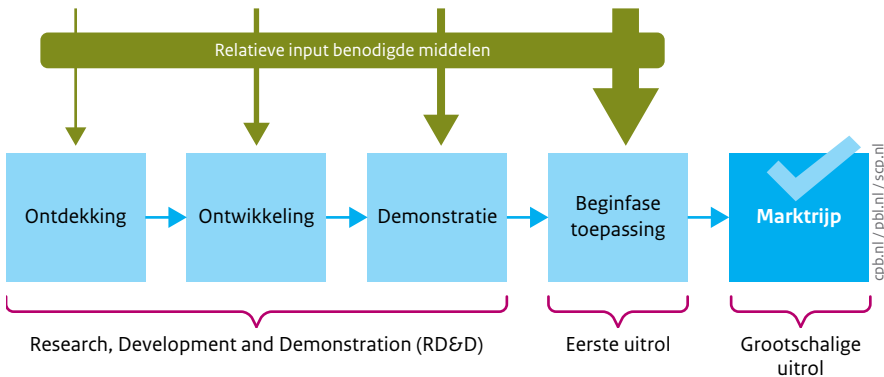 Relatieve input benodigde middelen
Ontdekking
Ontwikkeling
Demonstratie
Beginfase
toepassing
Marktrijp
cpb.nl / pbl.nl / scp.nl
Research, Development and Demonstration (RD&D)
Eerste uitrol
Grootschalige
uitrol